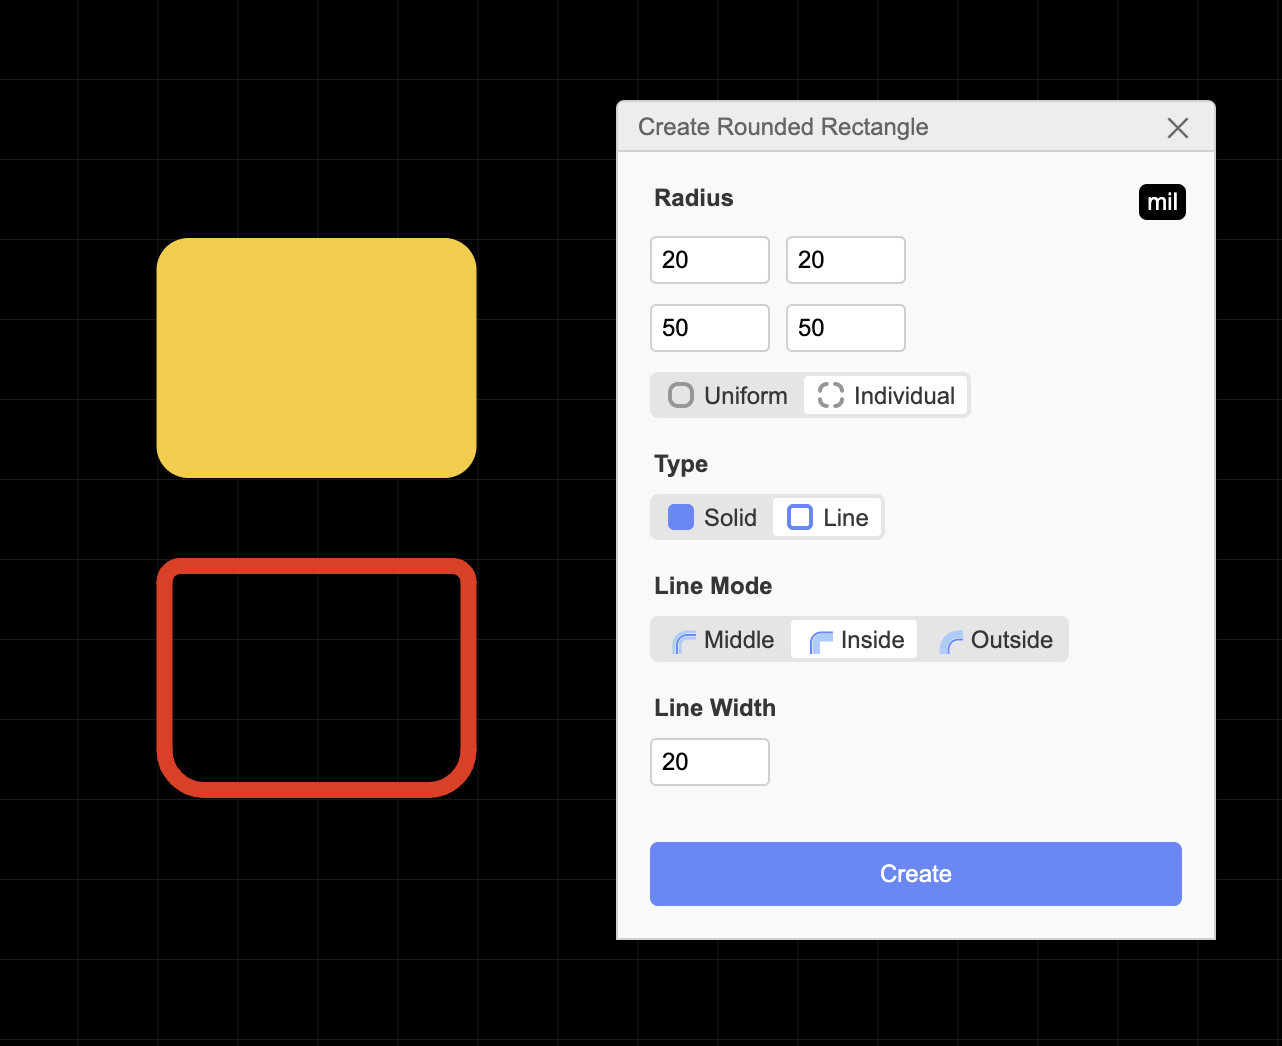 Create Rounded Rectangle
Radius
mil
20 20
50 50
Uniform Individual
Type
Solid Line
Line Mode
Middle Inside Outside
Line Width
20
Create